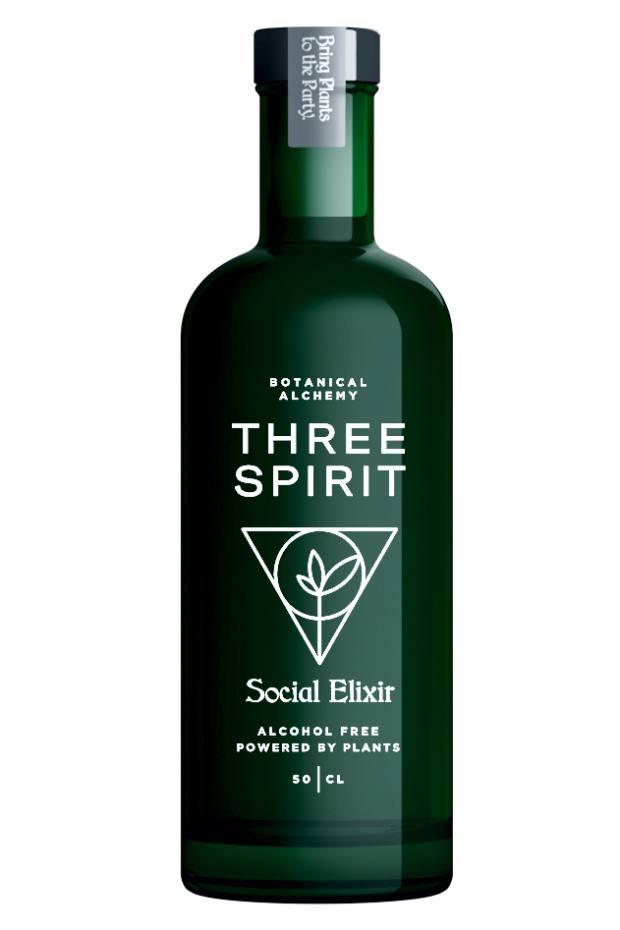 Bring Plants
to the Party.
BOTANICAL
ALCHEMY
THREE
SPIRIT
Social Elixir
ALCOHOL FREE
POWERED BY PLANTS
50 CL